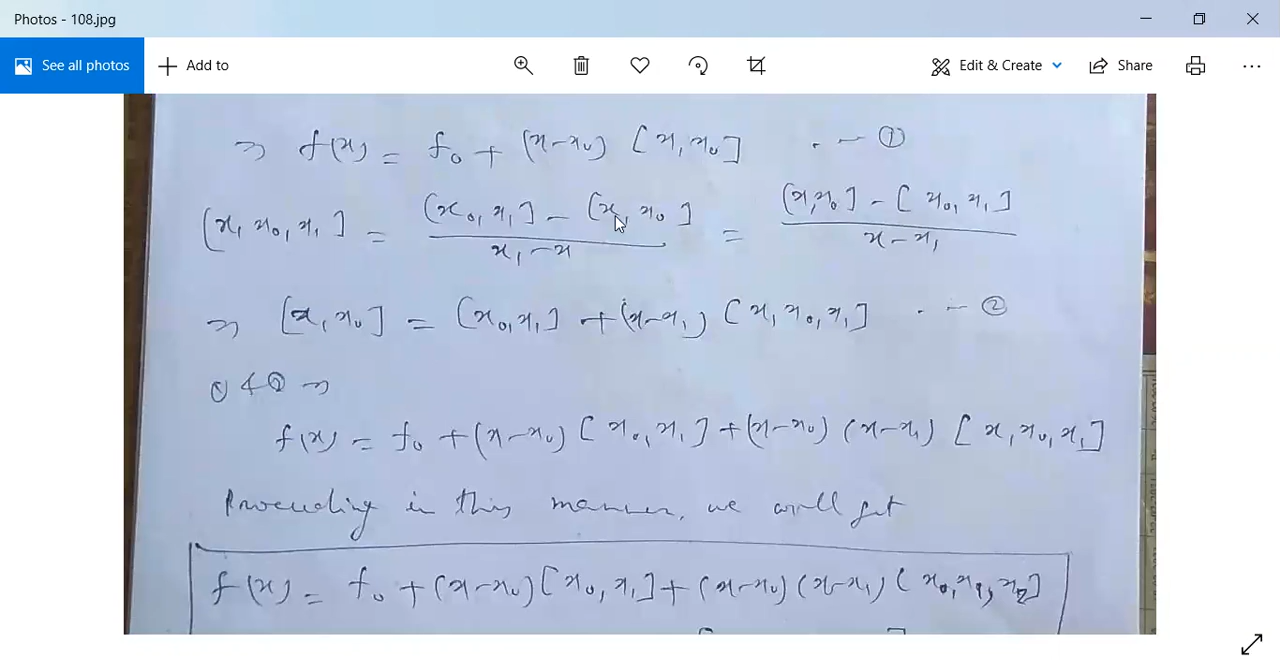 Photos - 108.jpg
See all photos
Add to
Edit & Create
Share
⇒ f(x) = f₀ + (x-x₀) [x, x₀] . -- ①
[x, x₀, x₁] = ([x₀, x₁] - [x, x₀]) / (x₁-x) = ([x, x₀] - [x₀, x₁]) / (x-x₁)
⇒ [x, x₀] = [x₀, x₁] + (x-x₁) [x, x₀, x₁] . -- ②
① & ② ⇒
f(x) = f₀ + (x-x₀) [x₀, x₁] + (x-x₀) (x-x₁) [x, x₀, x₁]
Proceeding in this manner, we will get
f(x) = f₀ + (x-x₀) [x₀, x₁] + (x-x₀) (x-x₁) [x₀, x₁, x₂]